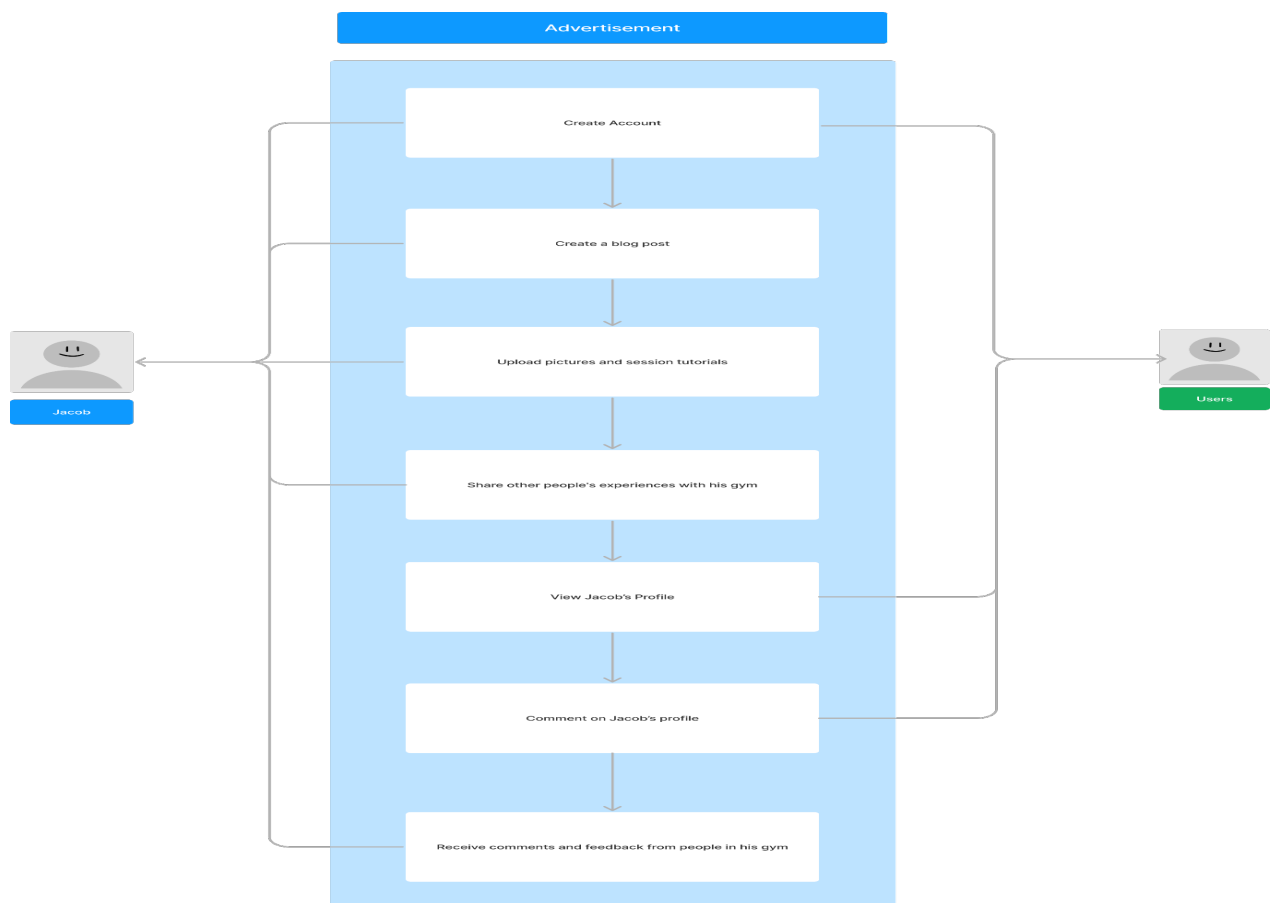 Advertisement
Create Account
Create a blog post
Upload pictures and session tutorials
Jacob
Users
Share other people's experiences with his gym
View Jacob's Profile
Comment on Jacob's profile
Receive comments and feedback from people in his gym